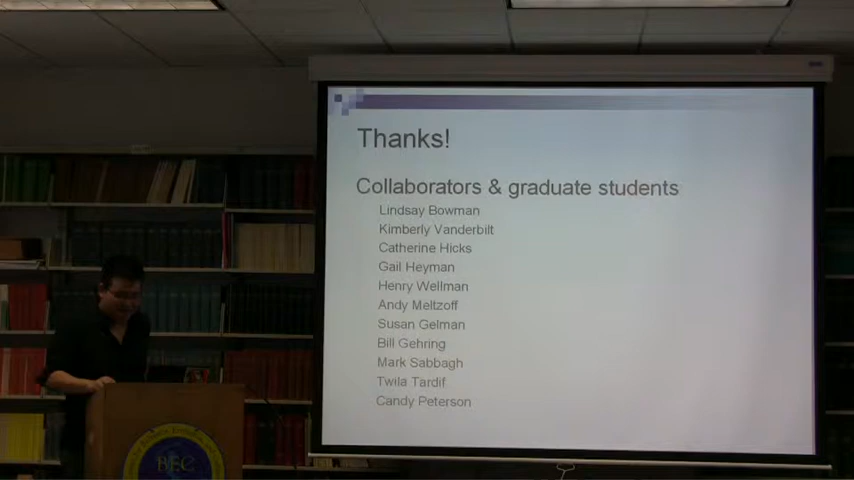 Thanks!
Collaborators & graduate students
Lindsay Bowman
Kimberly Vanderbilt
Catherine Hicks
Gail Heyman
Henry Wellman
Andy Meltzoff
Susan Gelman
Bill Gehring
Mark Sabbagh
Twila Tardif
Candy Peterson
BEC